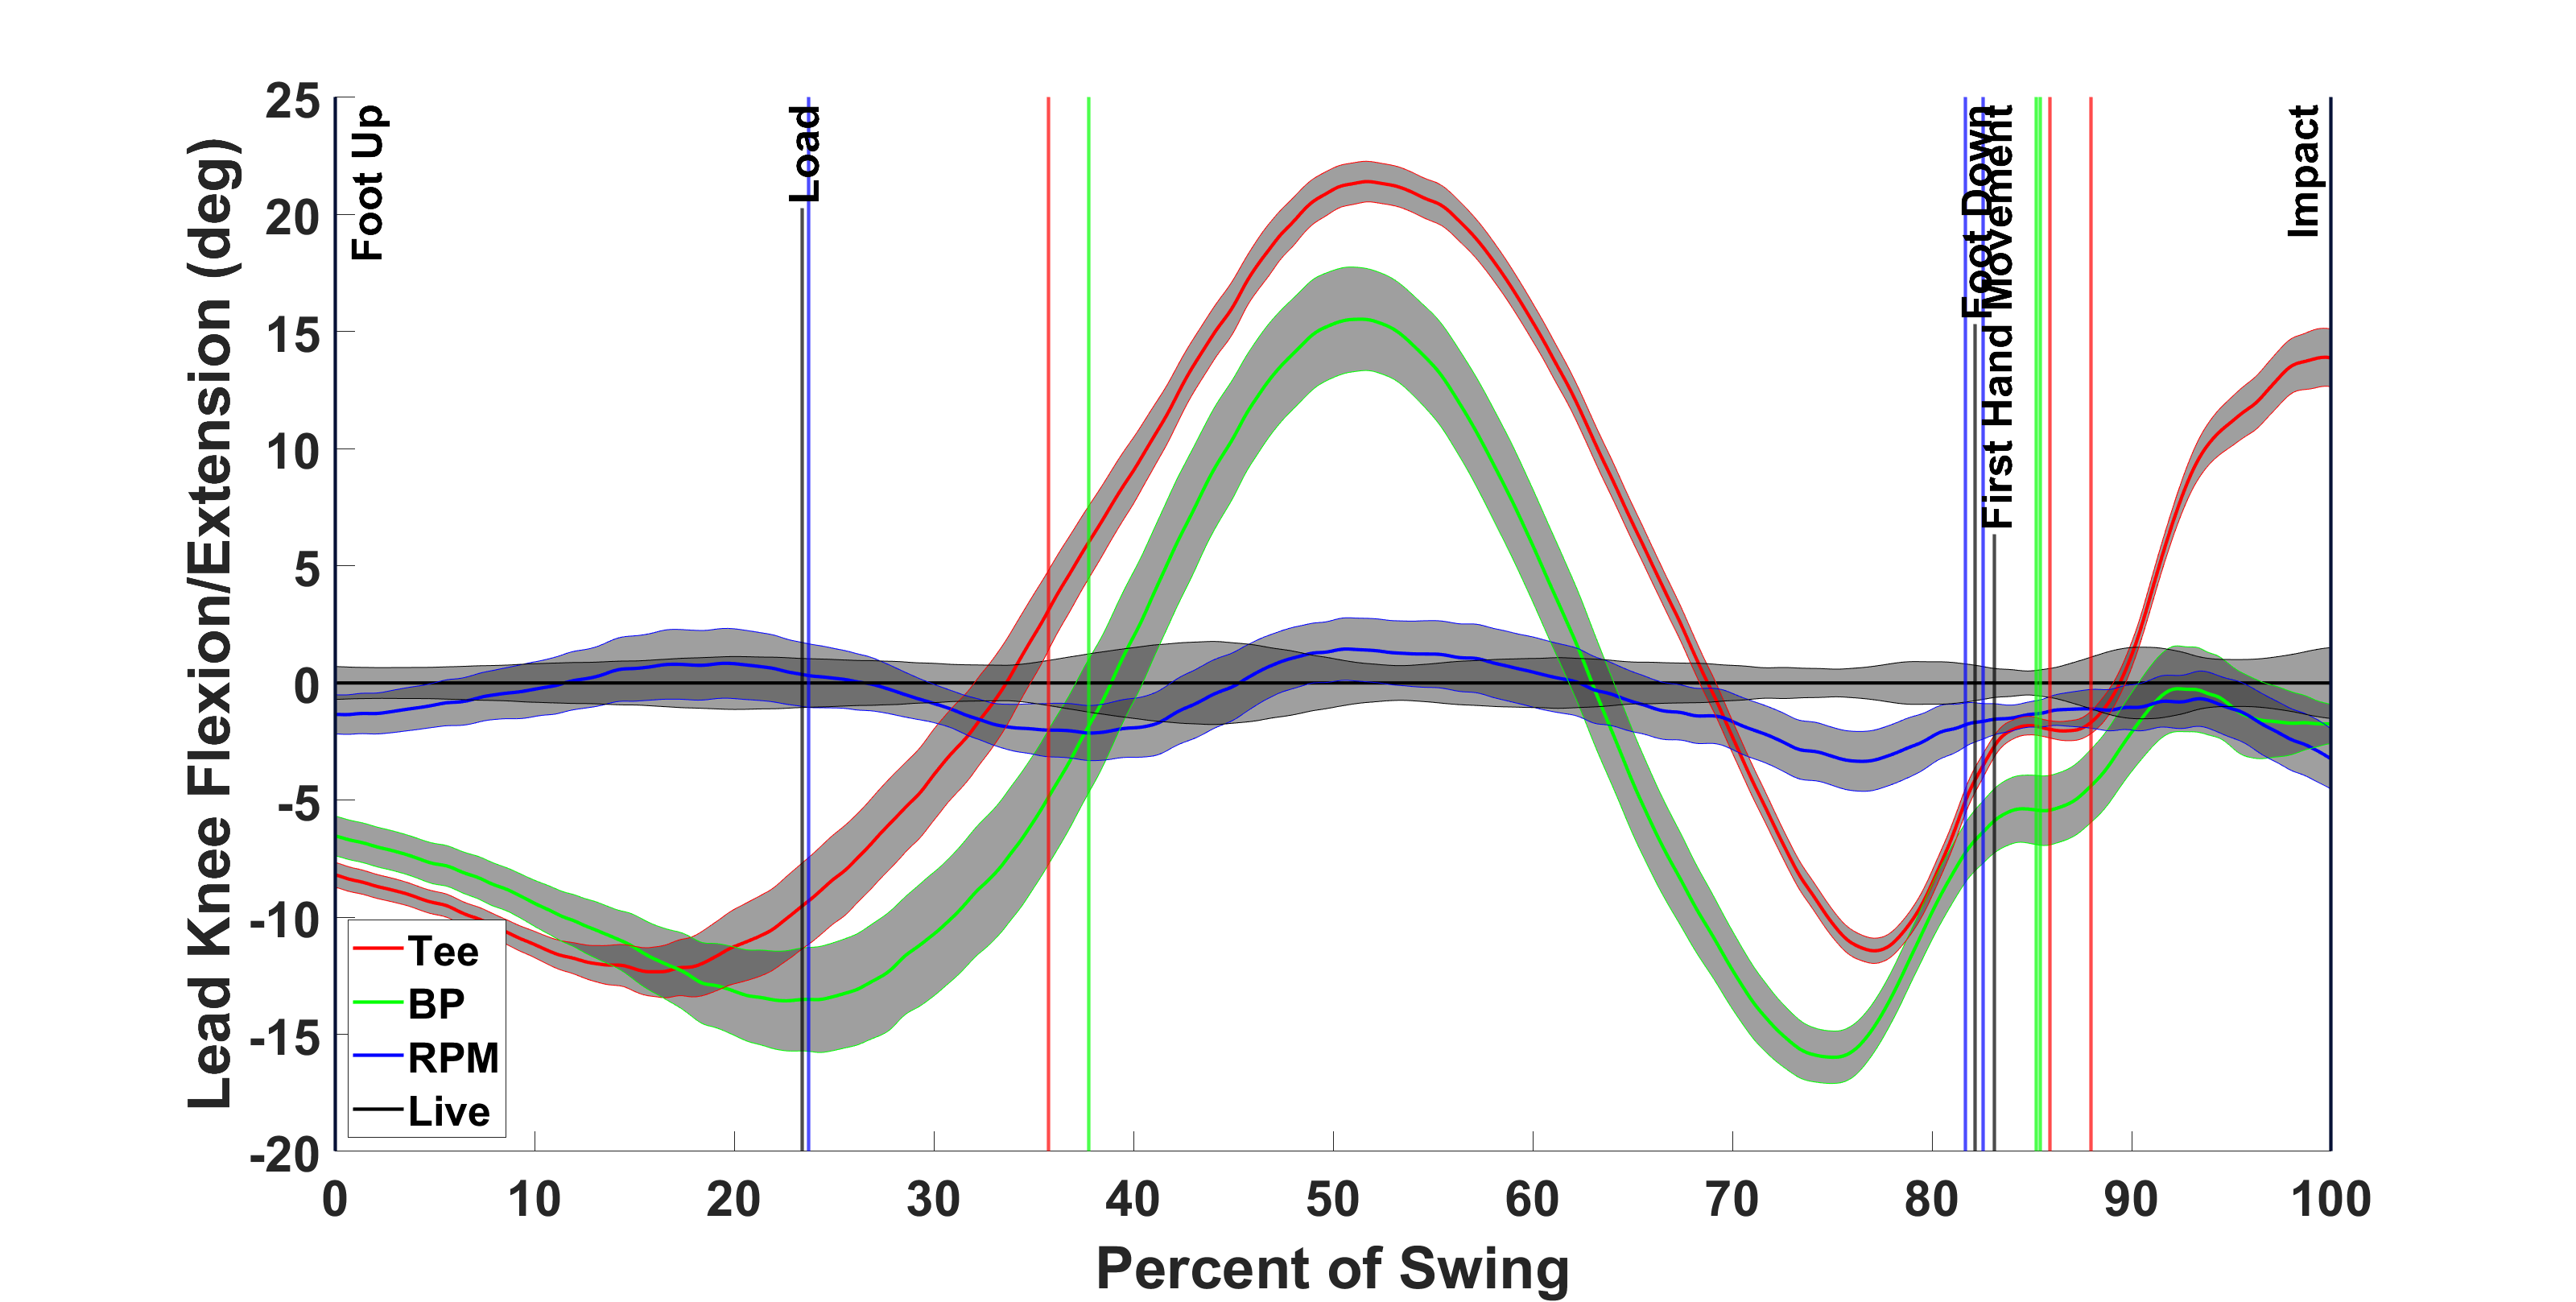 Lead Knee Flexion/Extension (deg)
25
20
15
10
5
0
-5
-10
-15
-20
Foot Up
Load
Foot Down
First Hand Movement
Impact
Tee
BP
RPM
Live
0 10 20 30 40 50 60 70 80 90 100
Percent of Swing